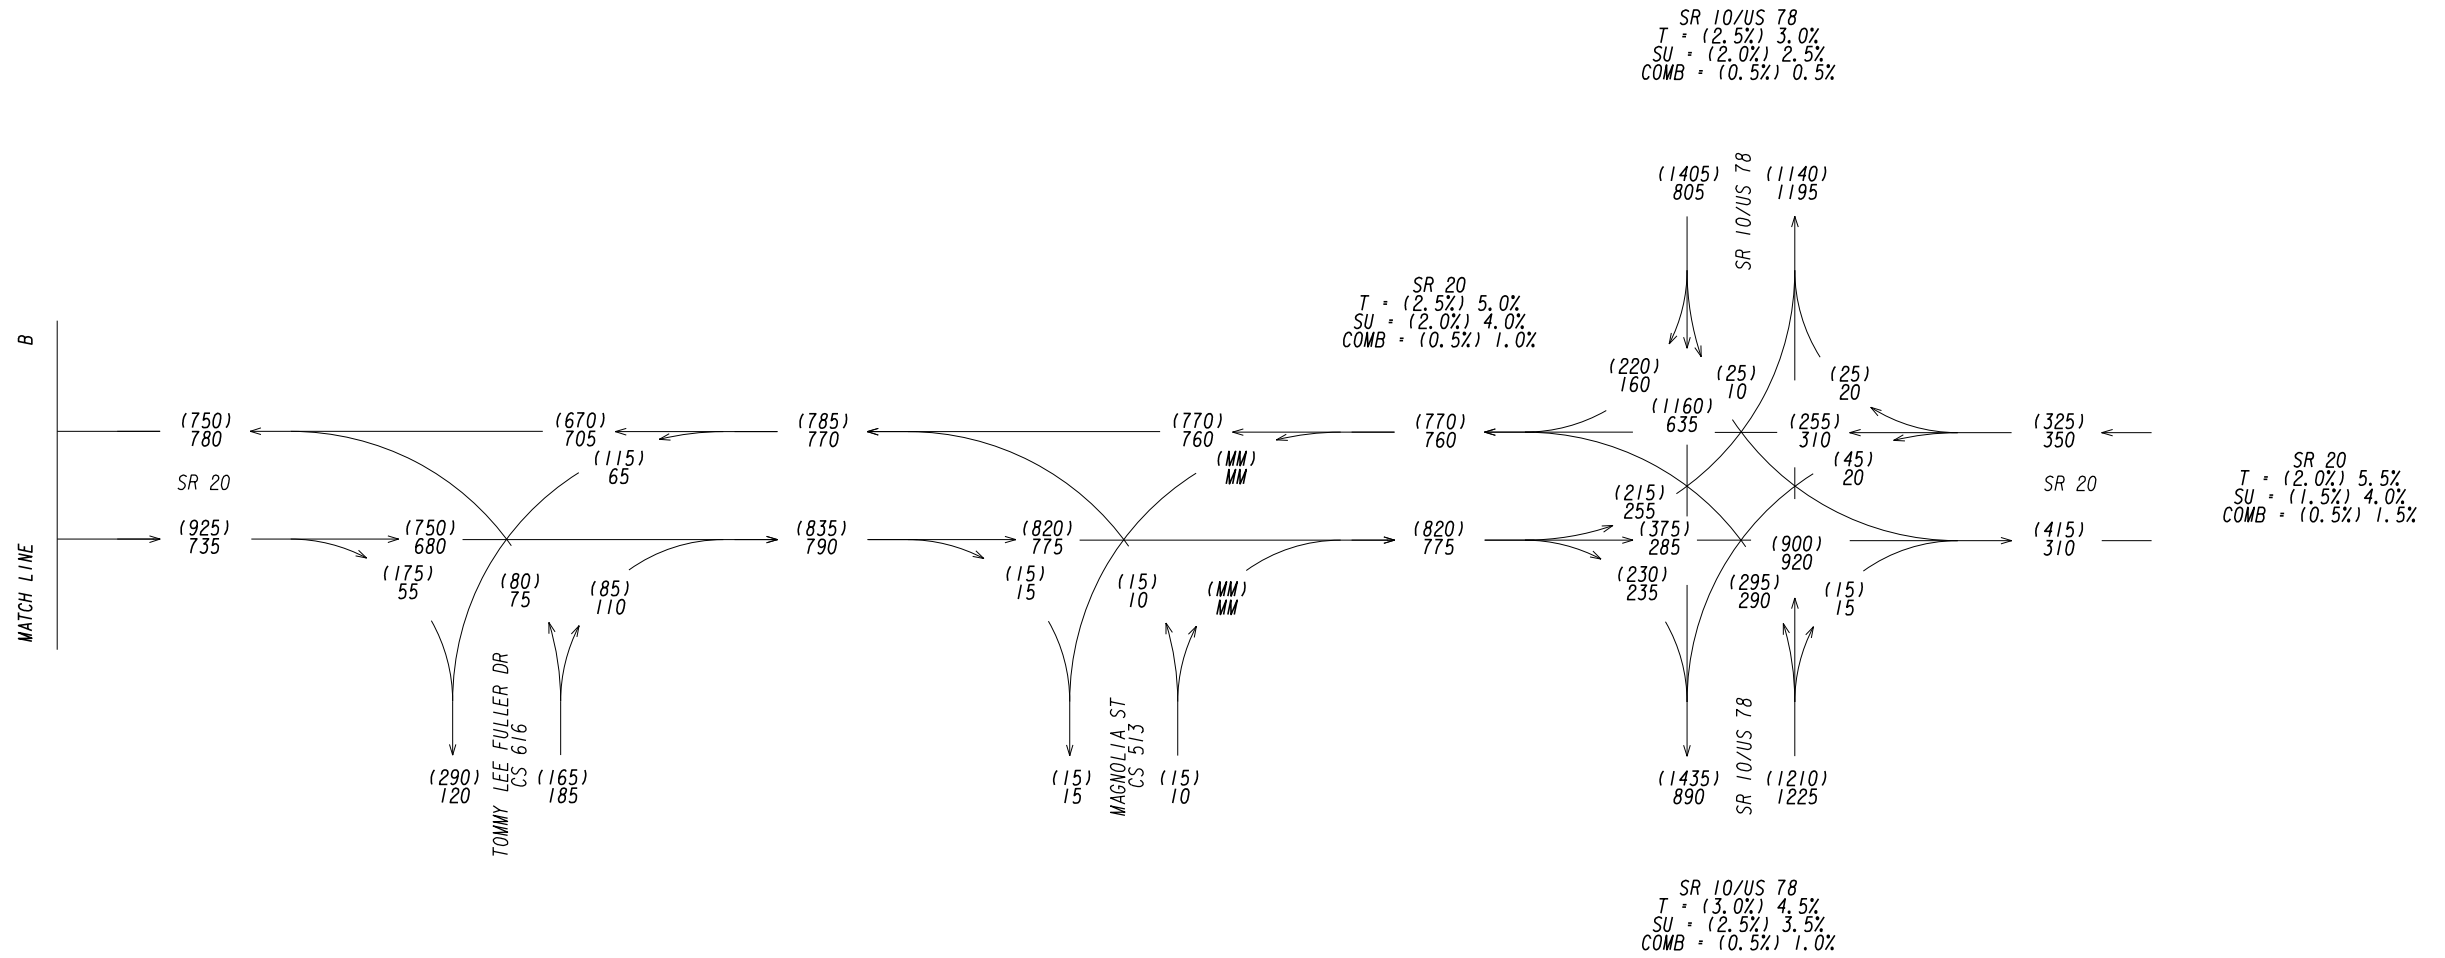 SR 10/US 78
T = (2.5%) 3.0%
SU = (2.0%) 2.5%
COMB = (0.5%) 0.5%
(1405)
805
SR 10/US 78
(1140)
1195
SR 20
T = (2.5%) 5.0%
SU = (2.0%) 4.0%
COMB = (0.5%) 1.0%
B
MATCH LINE
(750)
780
SR 20
(925)
735
(670)
705
(115)
65
(750)
680
(175)
55
(80)
75
(85)
110
(290)
120
TOMMY LEE FULLER DR
CS 616
(165)
185
(785)
770
(835)
790
(770)
760
(MM)
MM
(820)
775
(15)
15
(15)
10
(MM)
MM
(15)
15
MAGNOLIA ST
CS 513
(15)
10
(770)
760
(820)
775
(220)
160
(1160)
635
(25)
10
(25)
20
(255)
310
(45)
20
(215)
255
(375)
285
(230)
235
(900)
920
(295)
290
(15)
15
(1435)
890
SR 10/US 78
(1210)
1225
(325)
350
SR 20
(415)
310
SR 20
T = (2.0%) 5.5%
SU = (1.5%) 4.0%
COMB = (0.5%) 1.5%
SR 10/US 78
T = (3.0%) 4.5%
SU = (2.5%) 3.5%
COMB = (0.5%) 1.0%